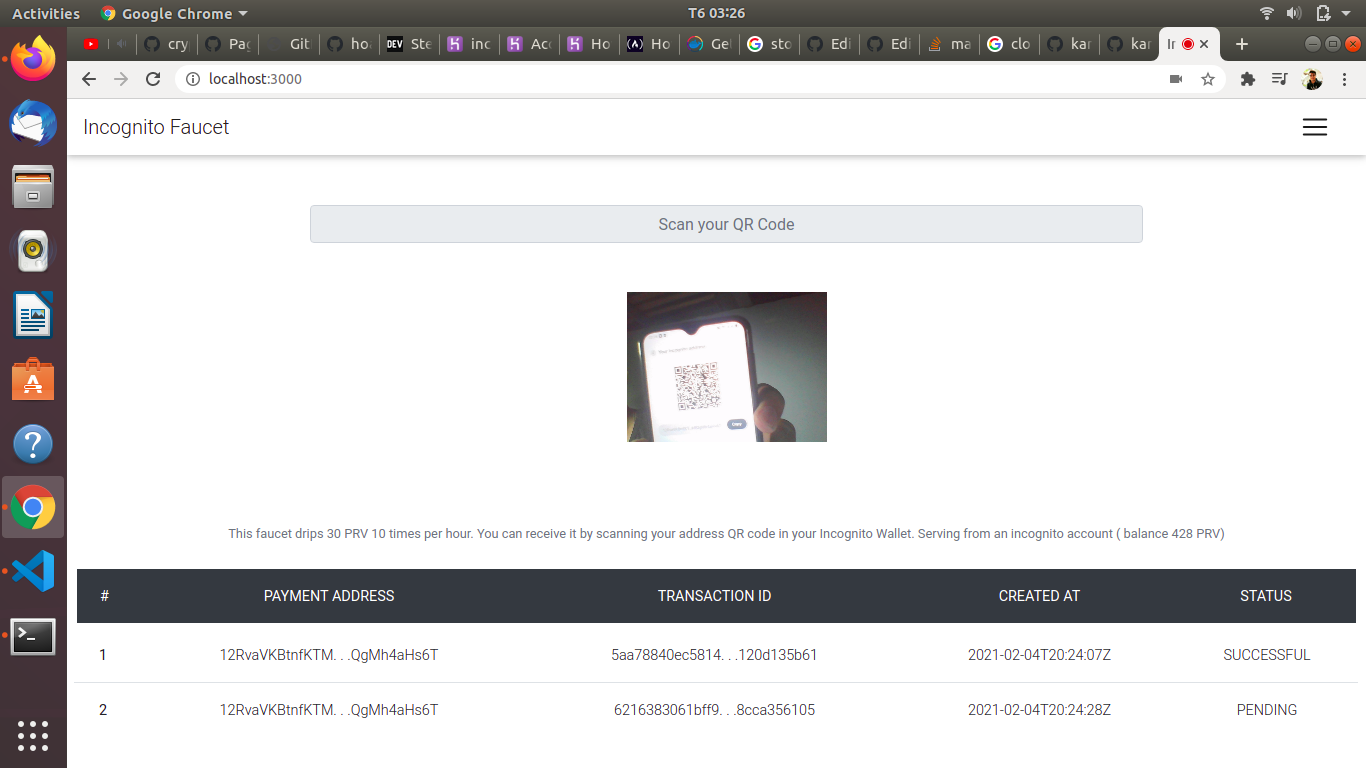 Activities Google Chrome T6 03:26
cry Pag Git hoa DEV Ste inc Acc Ho Ho Ge sto Edi Edi ma clo kar kar Ir
localhost:3000
Incognito Faucet
Scan your QR Code
This faucet drips 30 PRV 10 times per hour. You can receive it by scanning your address QR code in your Incognito Wallet. Serving from an incognito account ( balance 428 PRV)
# PAYMENT ADDRESS TRANSACTION ID CREATED AT STATUS
1 12RvaVKBtnfKTM. . .QgMh4aHs6T 5aa78840ec5814. . .120d135b61 2021-02-04T20:24:07Z SUCCESSFUL
2 12RvaVKBtnfKTM. . .QgMh4aHs6T 6216383061bff9. . .8cca356105 2021-02-04T20:24:28Z PENDING